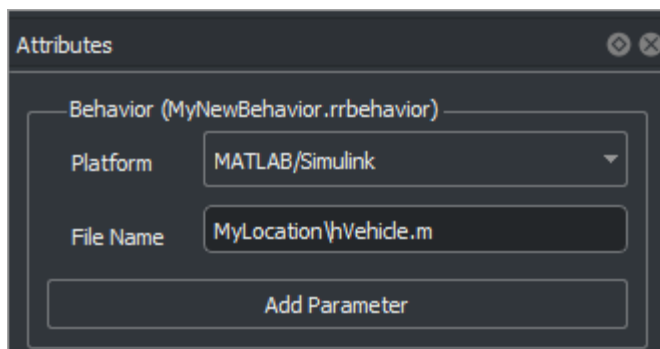 Attributes
Behavior (MyNewBehavior.rrbehavior)
Platform MATLAB/Simulink
File Name MyLocation\hVehicle.m
Add Parameter